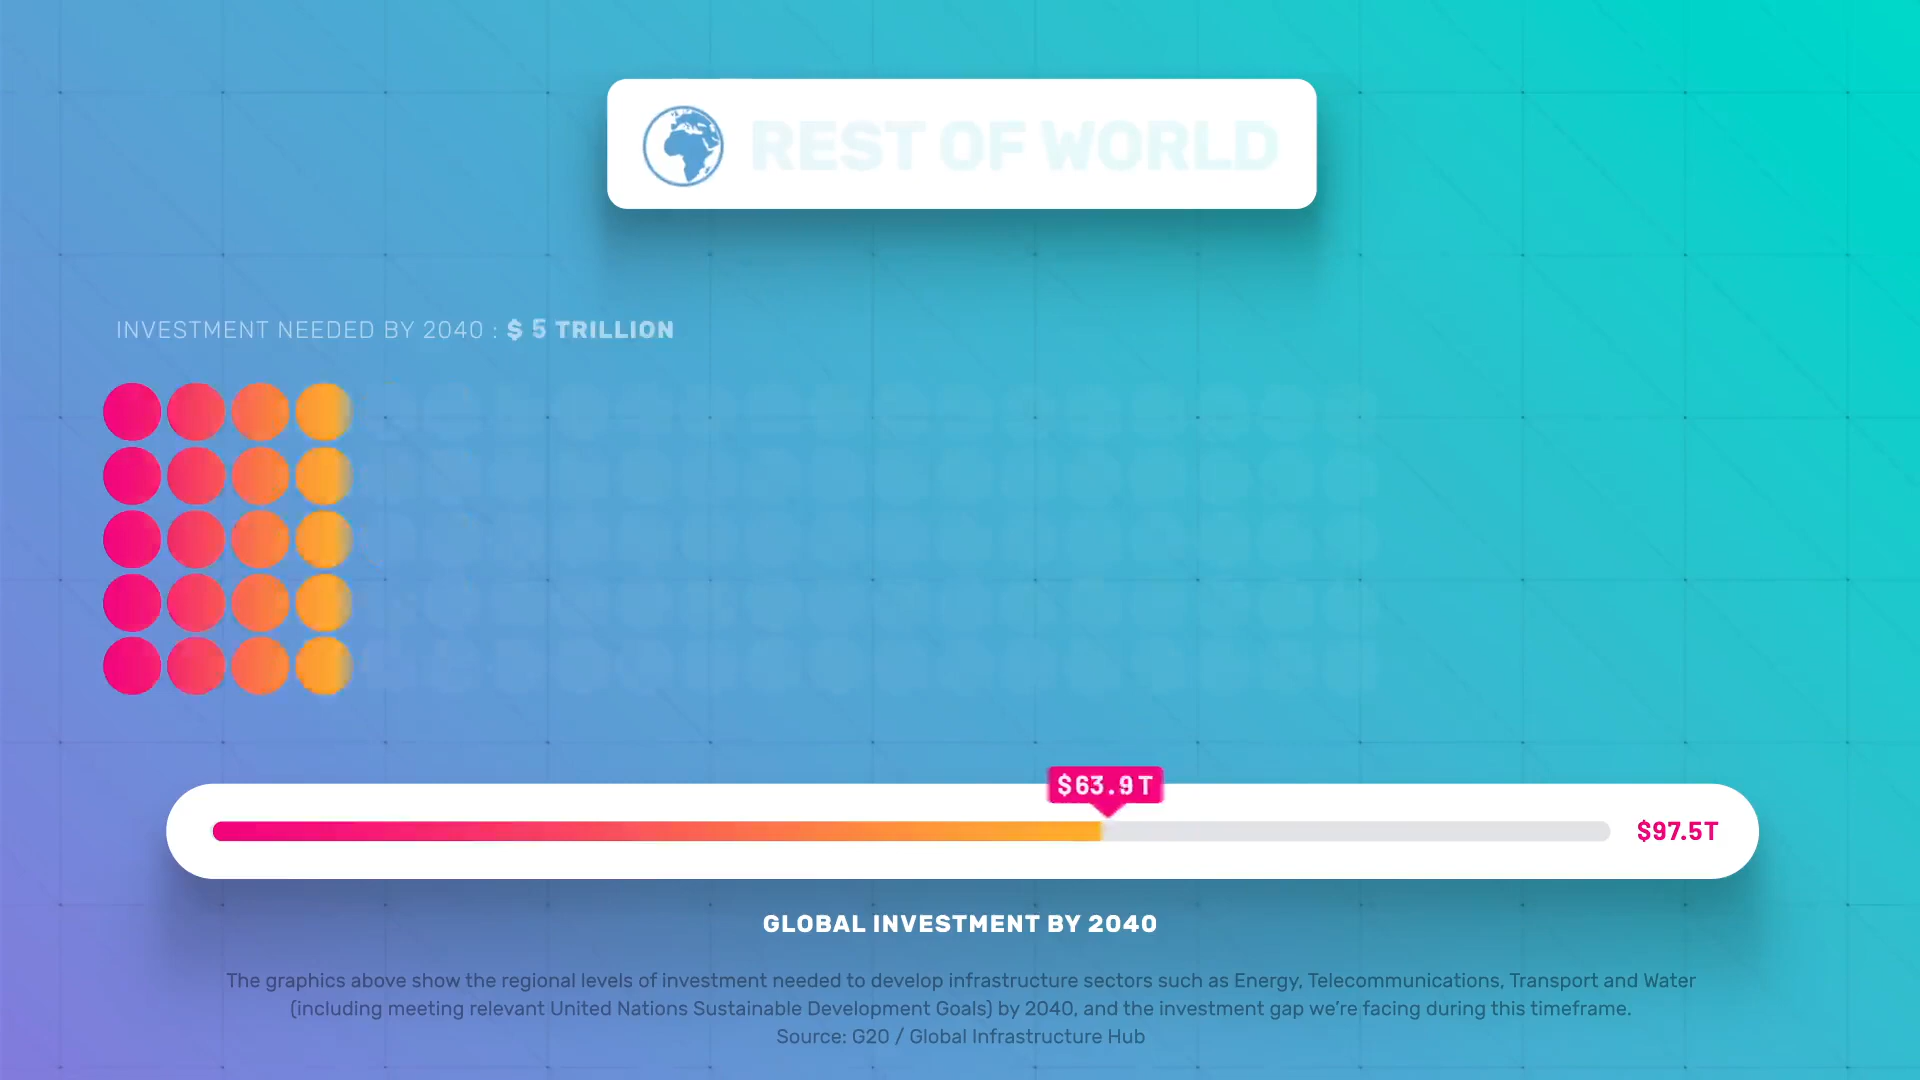 REST OF WORLD
INVESTMENT NEEDED BY 2040 : $ 5 TRILLION
$63.9T
$97.5T
GLOBAL INVESTMENT BY 2040
The graphics above show the regional levels of investment needed to develop infrastructure sectors such as Energy, Telecommunications, Transport and Water
(including meeting relevant United Nations Sustainable Development Goals) by 2040, and the investment gap we're facing during this timeframe.
Source: G20 / Global Infrastructure Hub